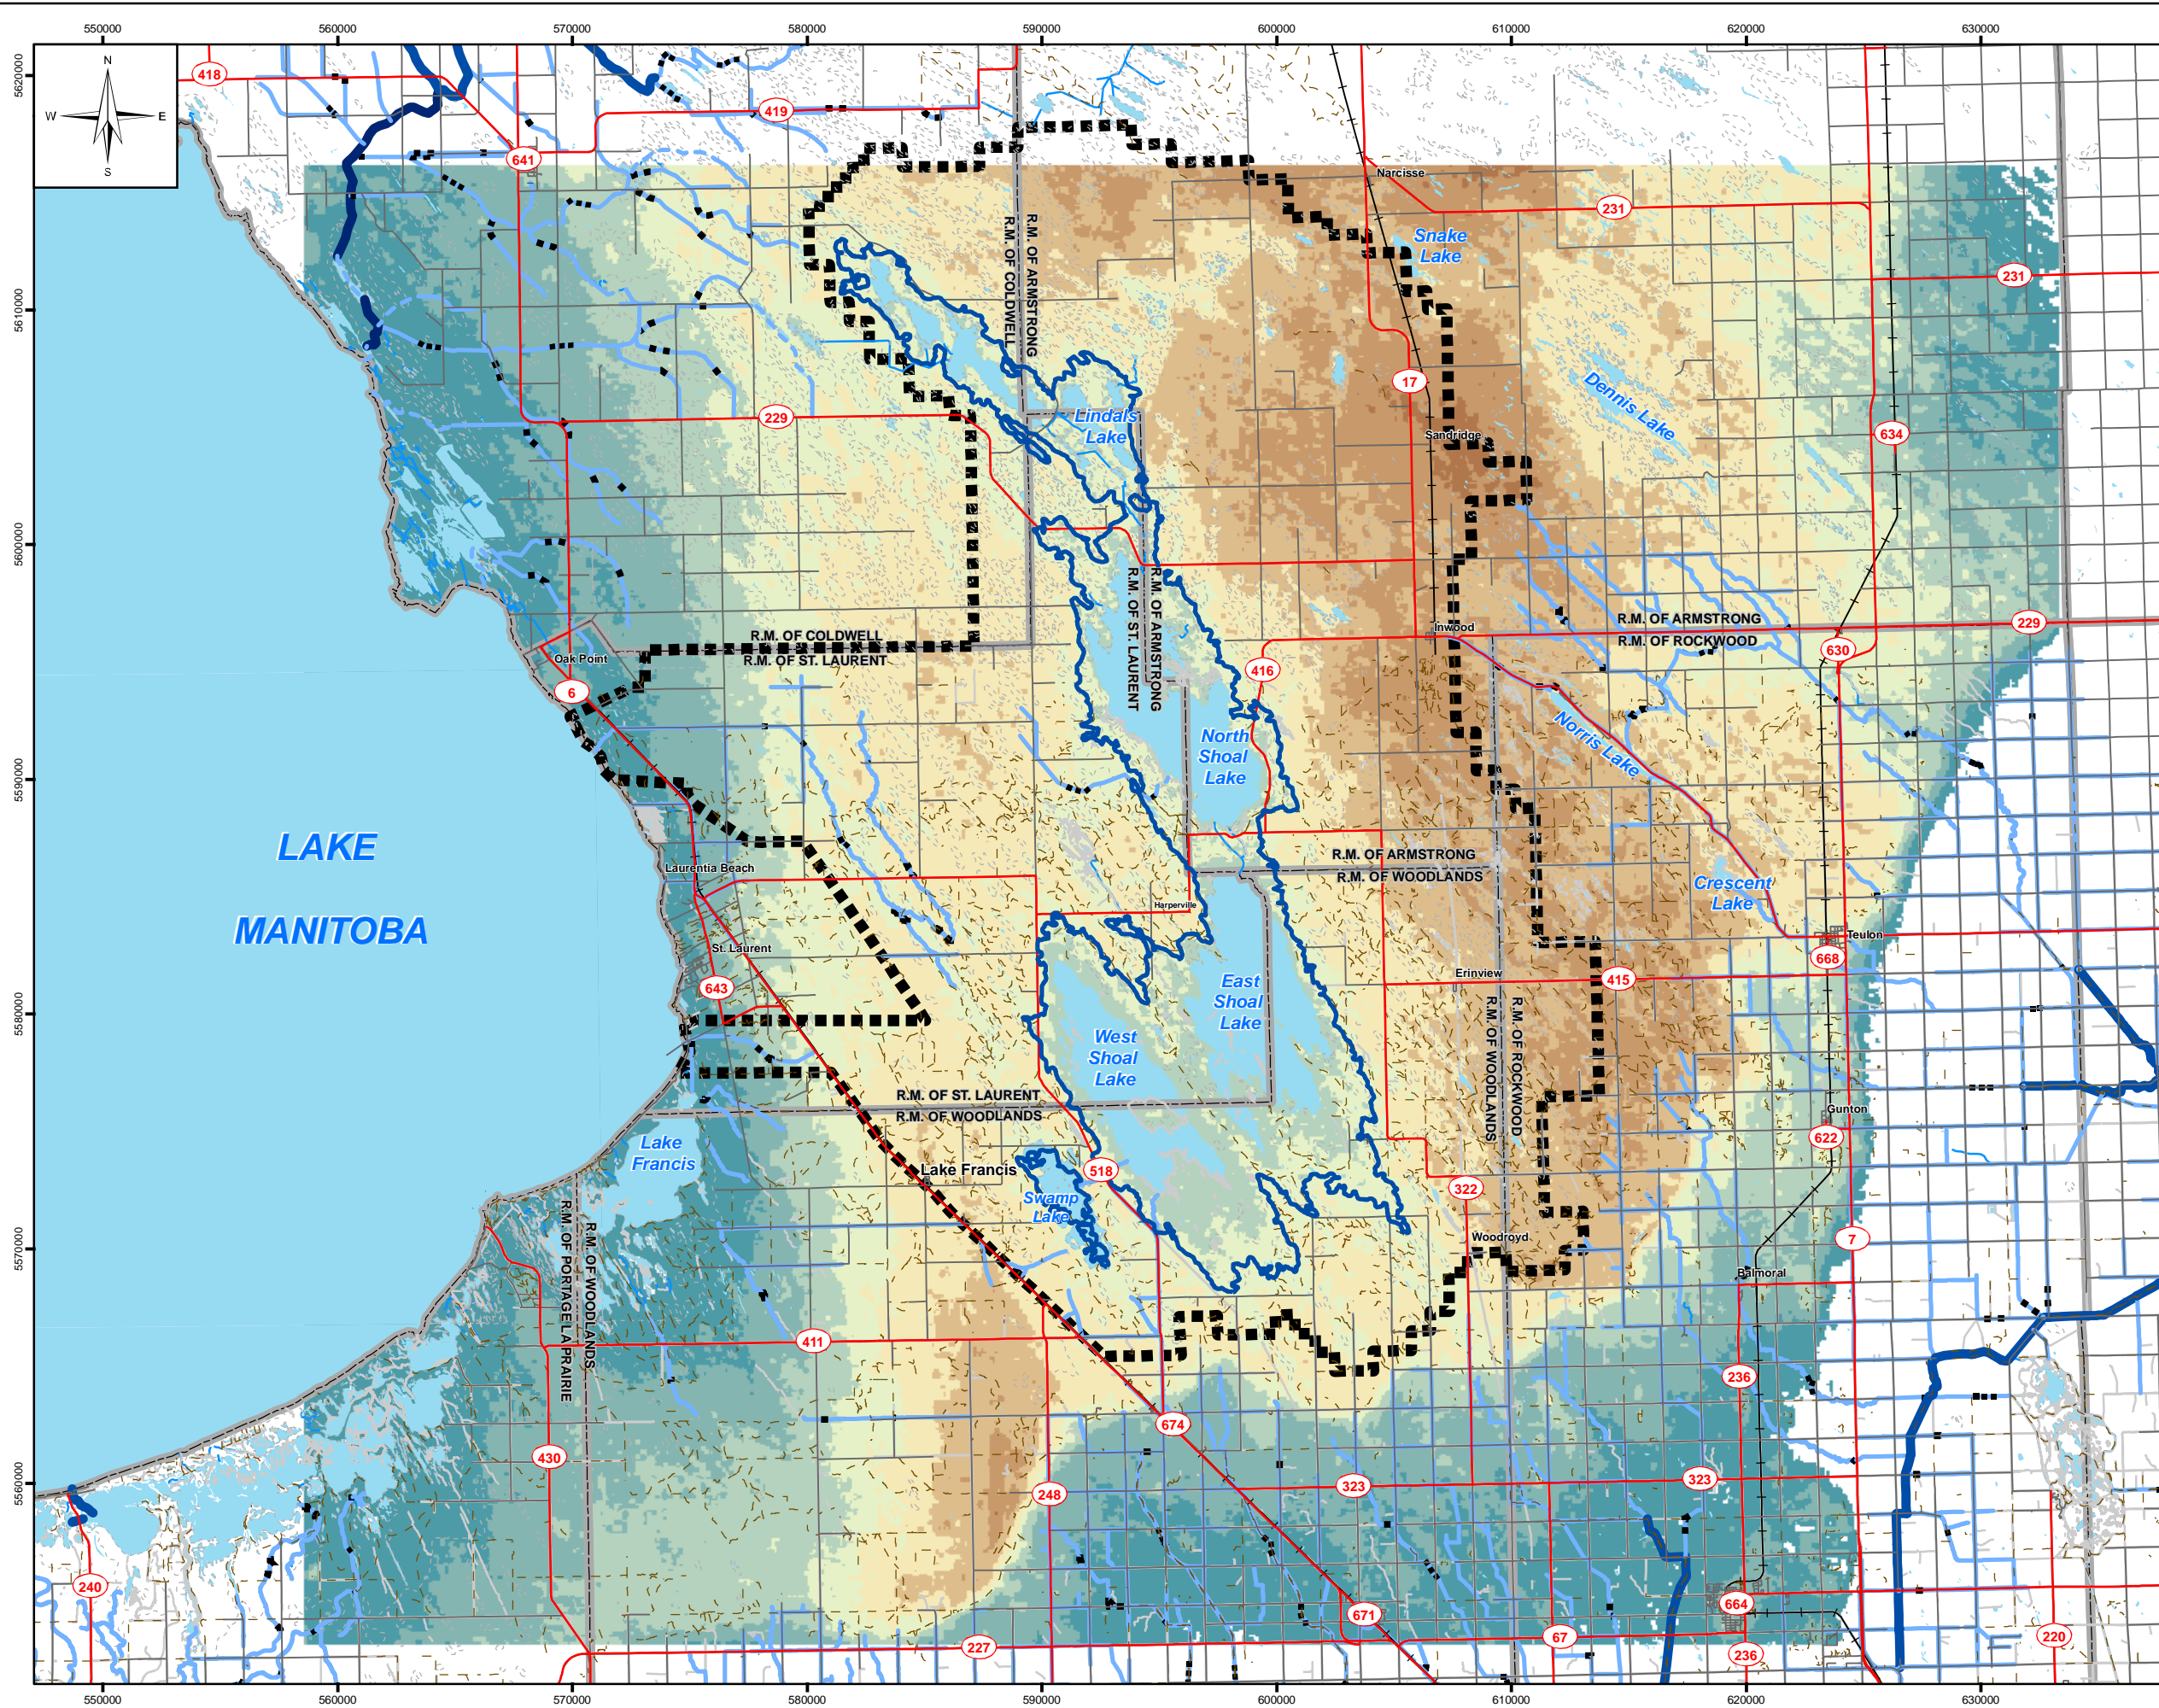 550000 560000 570000 580000 590000 600000 610000 620000 630000
5620000
5610000
5600000
5590000
5580000
5570000
5560000
N
W E
S
418
419
641
Narcisse
231
Snake
Lake
231
R.M. OF COLDWELL
R.M. OF ARMSTRONG
17
Dennis Lake
229
Lindals
Lake
Sandridge
634
R.M. OF ST. LAURENT
R.M. OF ARMSTRONG
R.M. OF COLDWELL
R.M. OF ST. LAURENT
Oak Point
6
Inwood
R.M. OF ARMSTRONG
R.M. OF ROCKWOOD
229
630
416
North
Shoal
Lake
Norris Lake
LAKE
MANITOBA
Laurentia Beach
R.M. OF ARMSTRONG
R.M. OF WOODLANDS
Crescent
Lake
Harperville
St. Laurent
643
Teulon
668
Erinview
415
East
Shoal
Lake
West
Shoal
Lake
R.M. OF WOODLANDS
R.M. OF ROCKWOOD
R.M. OF ST. LAURENT
R.M. OF WOODLANDS
Gunton
622
Lake
Francis
Lake Francis
518
Swamp
Lake
322
R.M. OF PORTAGE LA PRAIRIE
R.M. OF WOODLANDS
Woodroyd
7
Balmoral
411
236
674
430
248
323
323
240
664
671
227
67
236
220
550000 560000 570000 580000 590000 600000 610000 620000 630000